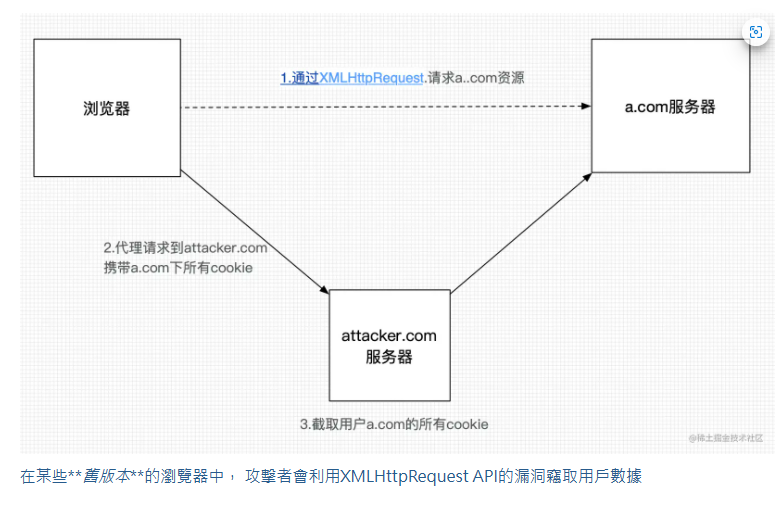 1.通过XMLHttpRequest.请求a..com资源
浏览器
a.com服务器
2.代理请求到attacker.com
携带a.com下所有cookie
attacker.com
服务器
3.截取用户a.com的所有cookie
@稀土掘金技术社区
在某些**舊版本**的瀏覽器中， 攻擊者會利用XMLHttpRequest API的漏洞竊取用戶數據